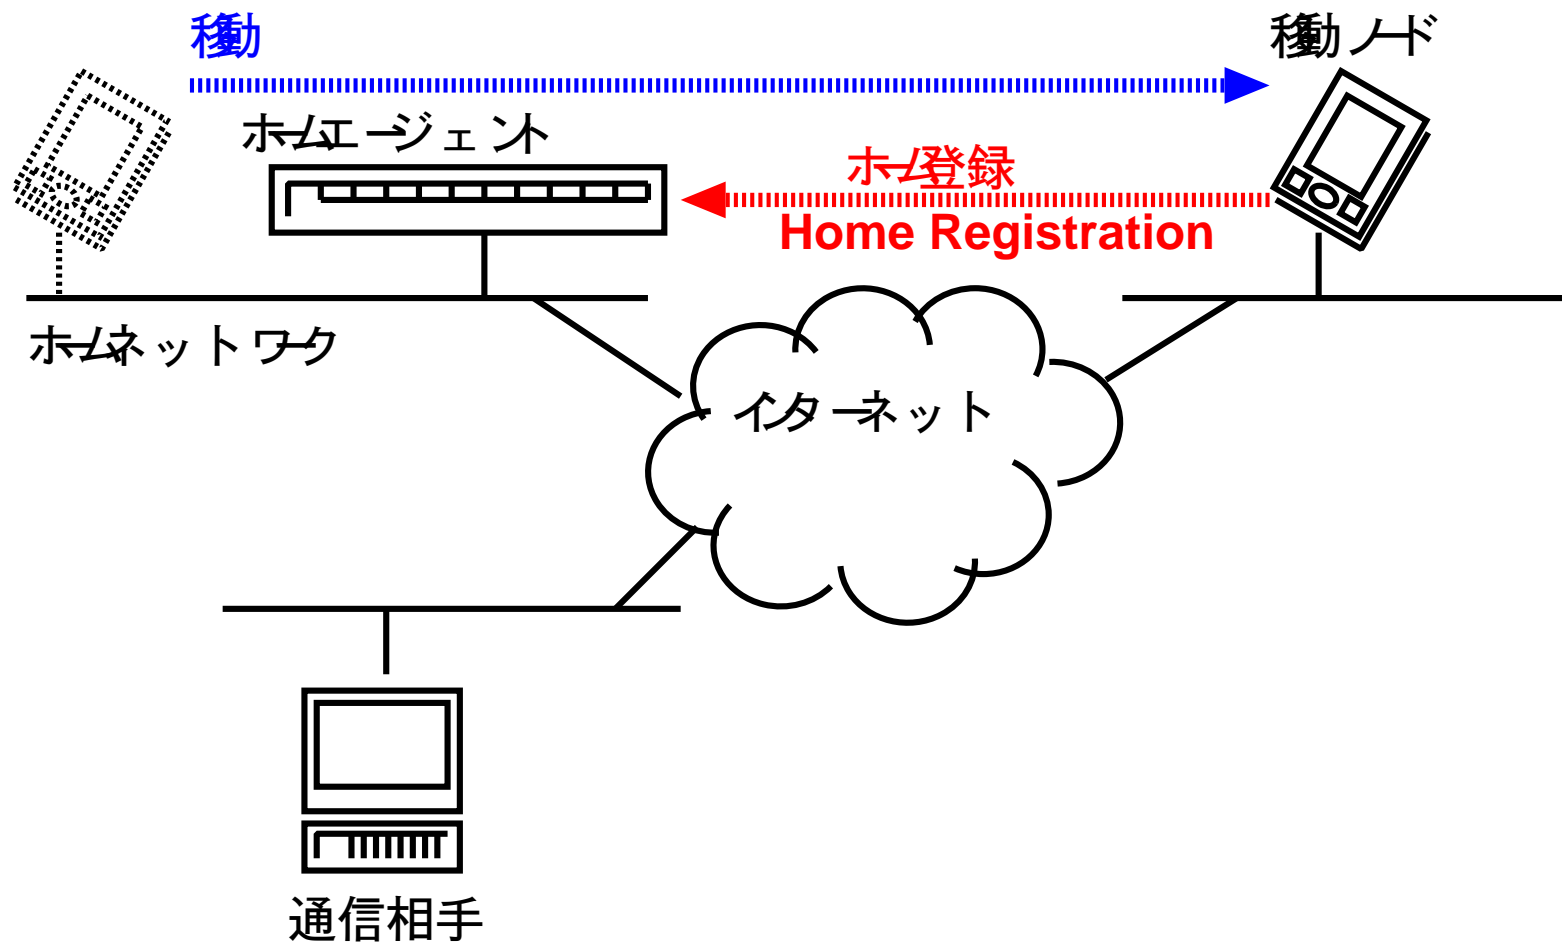 移動
移動ノード
ホームエージェント
ホーム登録
Home Registration
ホームネットワーク
インターネット
通信相手